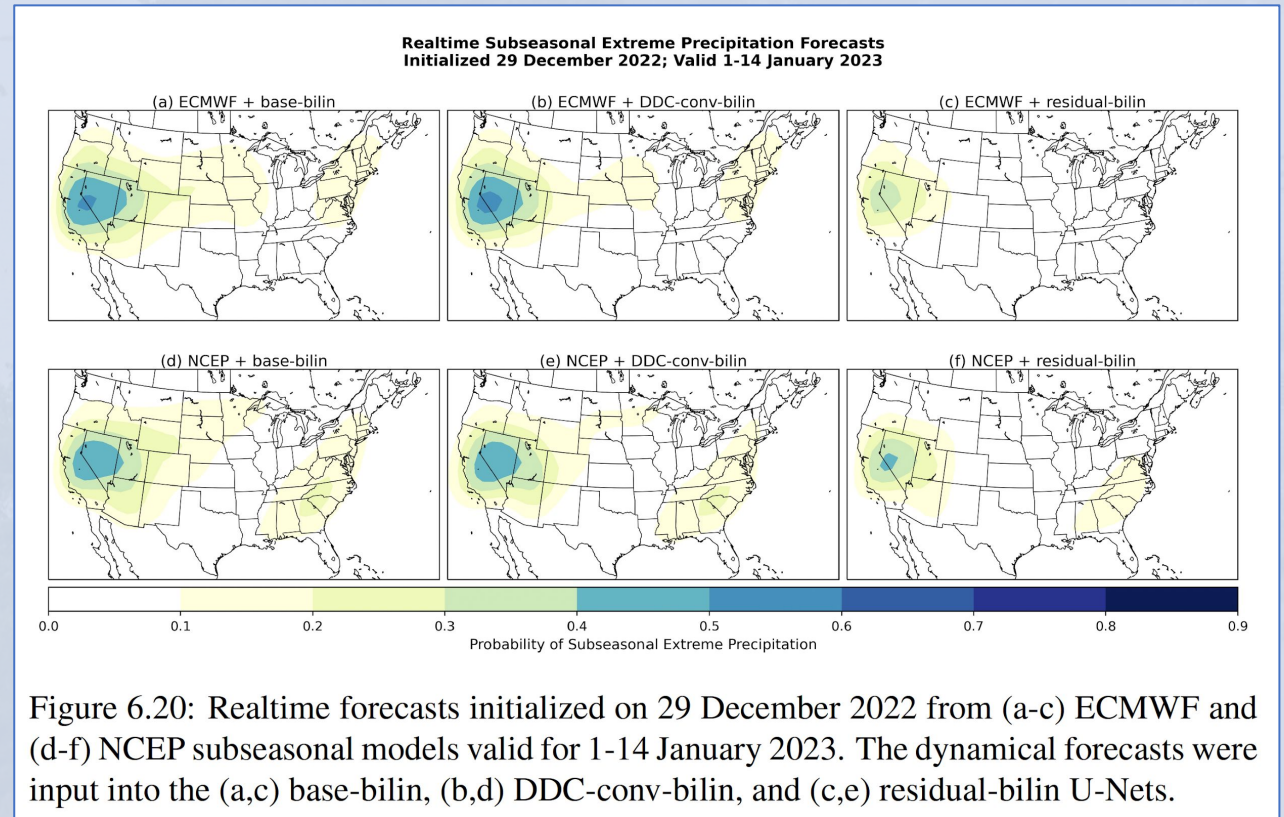 Realtime Subseasonal Extreme Precipitation Forecasts
Initialized 29 December 2022; Valid 1-14 January 2023
(a) ECMWF + base-bilin
(b) ECMWF + DDC-conv-bilin
(c) ECMWF + residual-bilin
(d) NCEP + base-bilin
(e) NCEP + DDC-conv-bilin
(f) NCEP + residual-bilin
0.0 0.1 0.2 0.3 0.4 0.5 0.6 0.7 0.8 0.9
Probability of Subseasonal Extreme Precipitation
Figure 6.20: Realtime forecasts initialized on 29 December 2022 from (a-c) ECMWF and
(d-f) NCEP subseasonal models valid for 1-14 January 2023. The dynamical forecasts were
input into the (a,c) base-bilin, (b,d) DDC-conv-bilin, and (c,e) residual-bilin U-Nets.